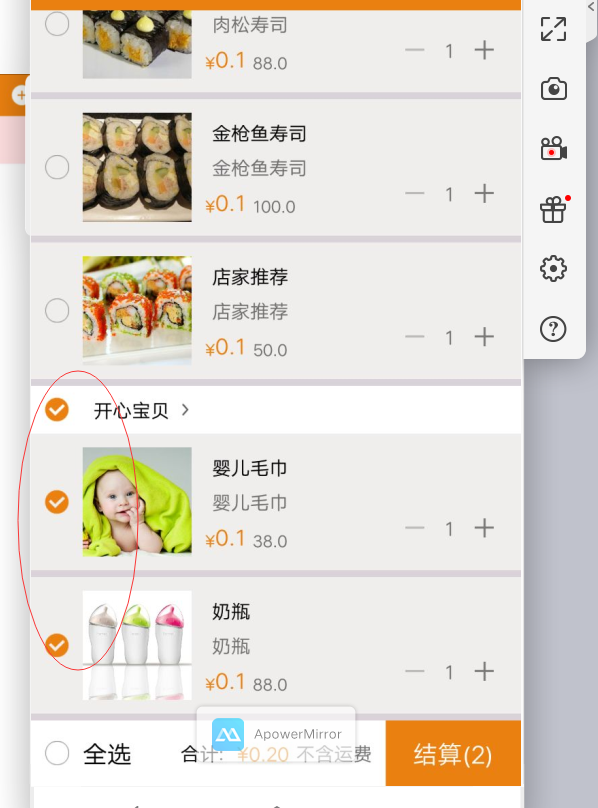 肉松寿司
¥0.1 88.0
1
金枪鱼寿司
金枪鱼寿司
¥0.1 100.0
1
店家推荐
店家推荐
¥0.1 50.0
1
开心宝贝 >
婴儿毛巾
婴儿毛巾
¥0.1 38.0
1
奶瓶
奶瓶
¥0.1 88.0
1
ApowerMirror
全选
合计: ¥0.20 不含运费
结算(2)